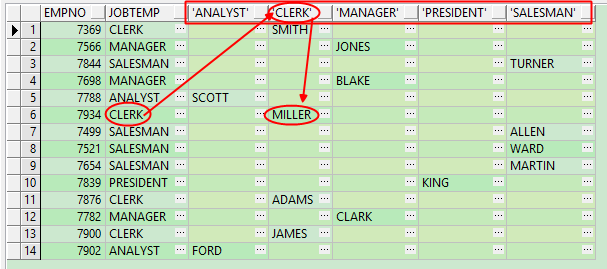 EMPNO JOBTEMP 'ANALYST' 'CLERK' 'MANAGER' 'PRESIDENT' 'SALESMAN'
1 7369 CLERK SMITH
2 7566 MANAGER JONES
3 7844 SALESMAN TURNER
4 7698 MANAGER BLAKE
5 7788 ANALYST SCOTT
6 7934 CLERK MILLER
7 7499 SALESMAN ALLEN
8 7521 SALESMAN WARD
9 7654 SALESMAN MARTIN
10 7839 PRESIDENT KING
11 7876 CLERK ADAMS
12 7782 MANAGER CLARK
13 7900 CLERK JAMES
14 7902 ANALYST FORD